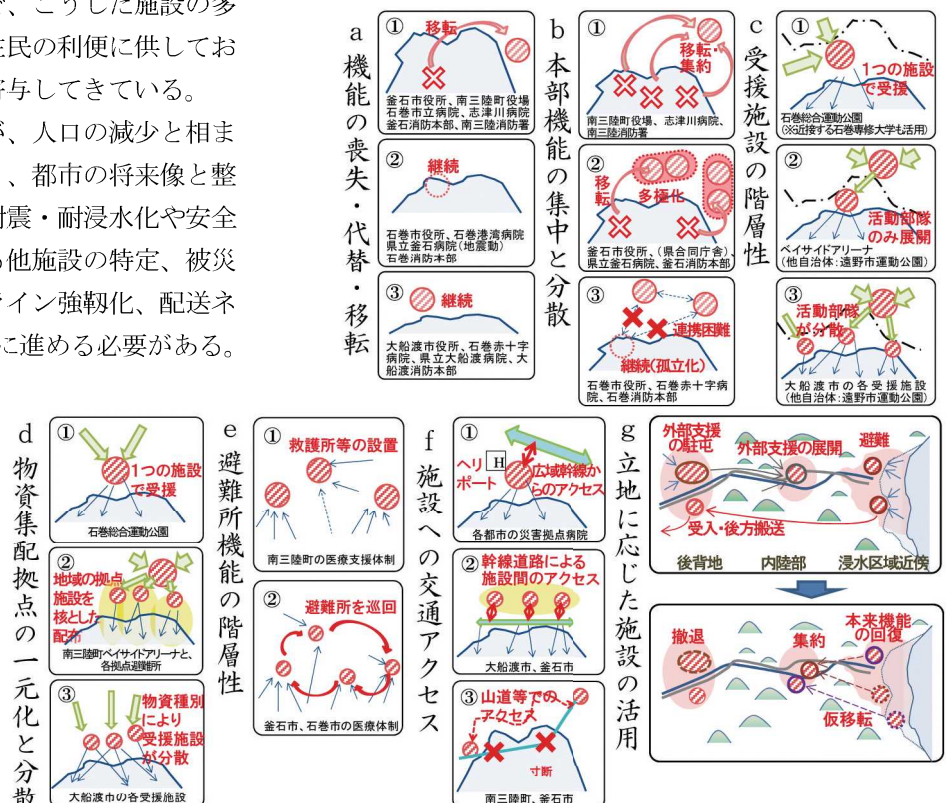 で、こうした施設の多
住民の利便に供してお
寄与してきている。
が、人口の減少と相ま
、都市の将来像と整
耐震・耐浸水化や安全
る他施設の特定、被災
ライン強靱化、配送ネ
に進める必要がある。
a 機能の喪失・代替・移転
①
移転
釜石市役所、南三陸町役場
石巻市立病院、志津川病院
釜石消防本部、南三陸消防署
②
継続
石巻市役所、石巻港湾病院
県立釜石病院(地震動)
石巻消防本部
③
継続
大船渡市役所、石巻赤十字
病院、県立大船渡病院、大
船渡消防本部
b 本部機能の集中と分散
①
移転・
集約
南三陸町役場、志津川病院、
南三陸消防署
②
移転
多極化
釜石市役所、(県合同庁舎)、
県立釜石病院、釜石消防本部
③
連携困難
継続(孤立化)
石巻市役所、石巻赤十字病
院、石巻消防本部
c 受援施設の階層性
①
1つの施設
で受援
石巻総合運動公園
(※近接する石巻専修大学も活用)
②
活動部隊
のみ展開
ベイサイドアリーナ
(他自治体:遠野市運動公園)
③
活動部隊
が分散
大船渡市の各受援施設
(他自治体:遠野市運動公園)
d 物資集配拠点の一元化と分散
①
1つの施設
で受援
石巻総合運動公園
②
地域の拠点
施設を
核とした
配布
南三陸町ベイサイドアリーナと、
各拠点避難所
③
物資種別
により
受援施設
が分散
大船渡市の各受援施設
e 避難所機能の階層性
①
救護所等の設置
南三陸町の医療支援体制
②
避難所を巡回
釜石市、石巻市の医療体制
f 施設への交通アクセス
①
ヘリ
ポート
H
広域幹線か
らのアクセス
各都市の災害拠点病院
②
幹線道路による
施設間のアクセス
大船渡市、釜石市
③
山道等での
アクセス
寸断
南三陸町、釜石市
g 立地に応じた施設の活用
外部支援
の駐屯
外部支援の展開
避難
受入・後方搬送
後背地
内陸部
浸水区域近傍
撤退
集約
本来機能
の回復
仮移転